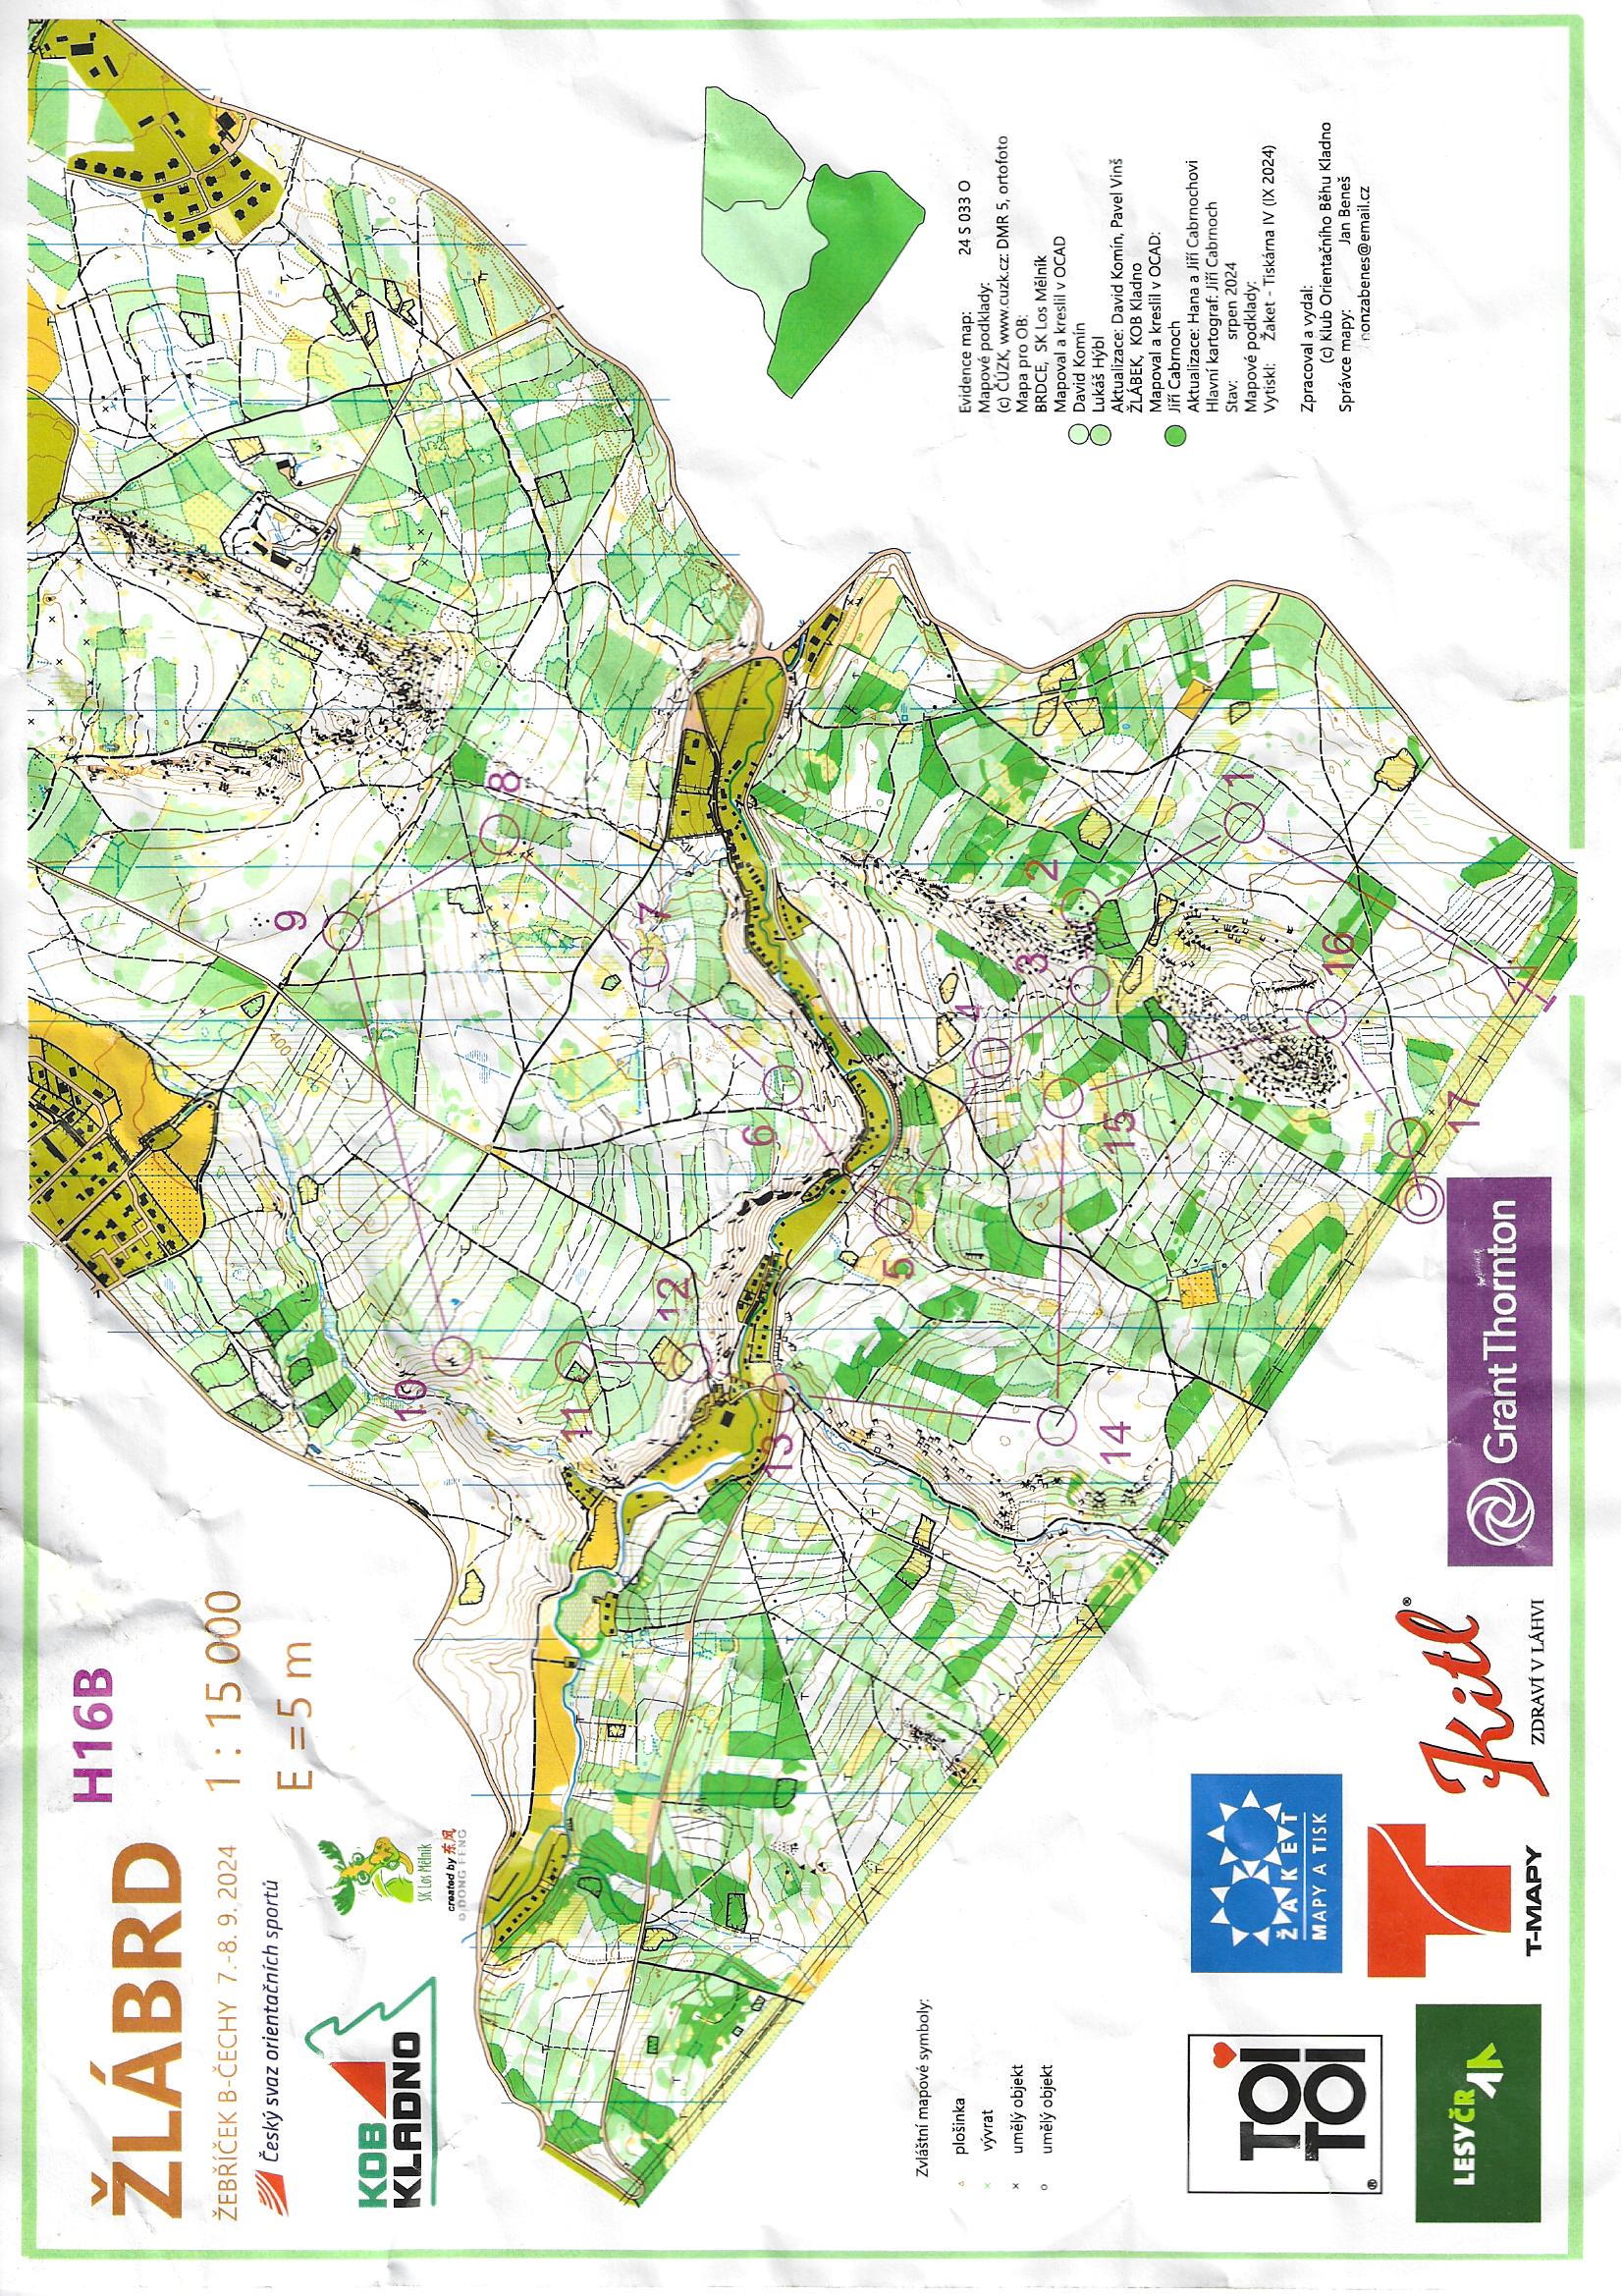 H16B
ŽLÁBRD
ŽEBŘÍČEK B-ČECHY 7.-8. 9. 2024
1 : 15 000
E = 5 m
Český svaz orientačních sportů
KOB
KLADNO
SK Los Mělník
created by 东风
© DONG FENG
400
9
10
8
11
7
12
6
13
5
4
3
2
14
15
1
16
17
Zvláštní mapové symboly:
plošinka
vývrat
umělý objekt
umělý objekt
TOI
TOI
®
ŽAKET
MAPY A TISK
LESYČR
T-MAPY
Kitl®
ZDRAVÍ V LÁHVI
Grant Thornton
Evidence map: 24 S 033 O
Mapové podklady:
(c) ČÚZK, www.cuzk.cz: DMR 5, ortofoto
Mapa pro OB:
BRDCE, SK Los Mělník
Mapoval a kreslil v OCAD
David Komín
Lukáš Hýbl
Aktualizace: David Komín, Pavel Vinš
ŽLÁBEK, KOB Kladno
Mapoval a kreslil v OCAD:
Jiří Cabrnoch
Aktualizace: Hana a Jiří Cabrnochovi
Hlavní kartograf: Jiří Cabrnoch
Stav: srpen 2024
Mapové podklady:
Vytiskl: Žaket - Tiskárna IV (IX 2024)
Zpracoval a vydal:
(c) Klub Orientačního Běhu Kladno
Správce mapy: Jan Beneš
nonzabenes@email.cz